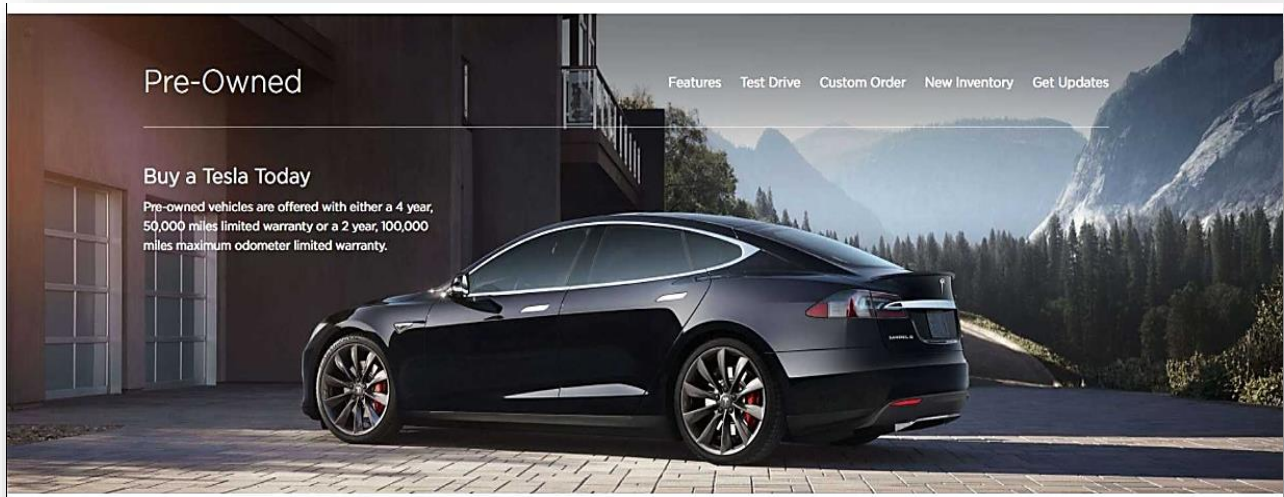 Pre-Owned
Features Test Drive Custom Order New Inventory Get Updates
Buy a Tesla Today
Pre-owned vehicles are offered with either a 4 year,
50,000 miles limited warranty or a 2 year, 100,000
miles maximum odometer limited warranty.